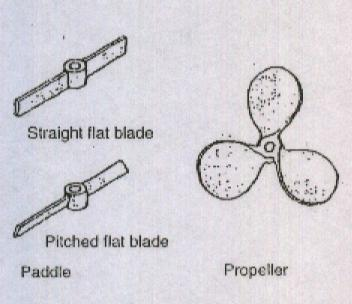 Straight flat blade
Pitched flat blade
Paddle
Propeller